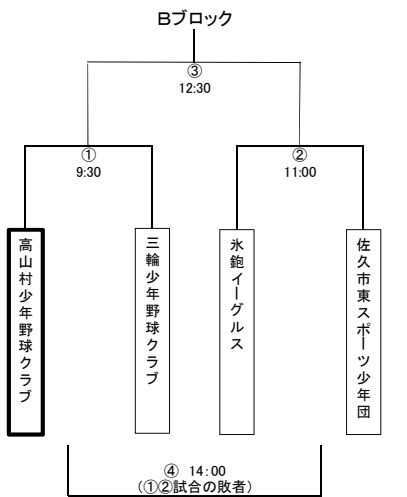 Bブロック
③
12:30
①
9:30
②
11:00
高山村少年野球クラブ
三輪少年野球クラブ
氷鉋イーグルス
佐久市東スポーツ少年団
④ 14:00
(①②試合の敗者)